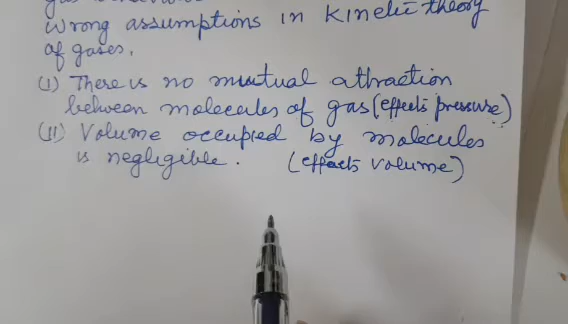 Wrong assumptions in Kinetic theory
of gases.
(I) There is no mutual attraction
between molecules of gas (effects pressure)
(II) Volume occupied by molecules
is negligible. (effects volume)